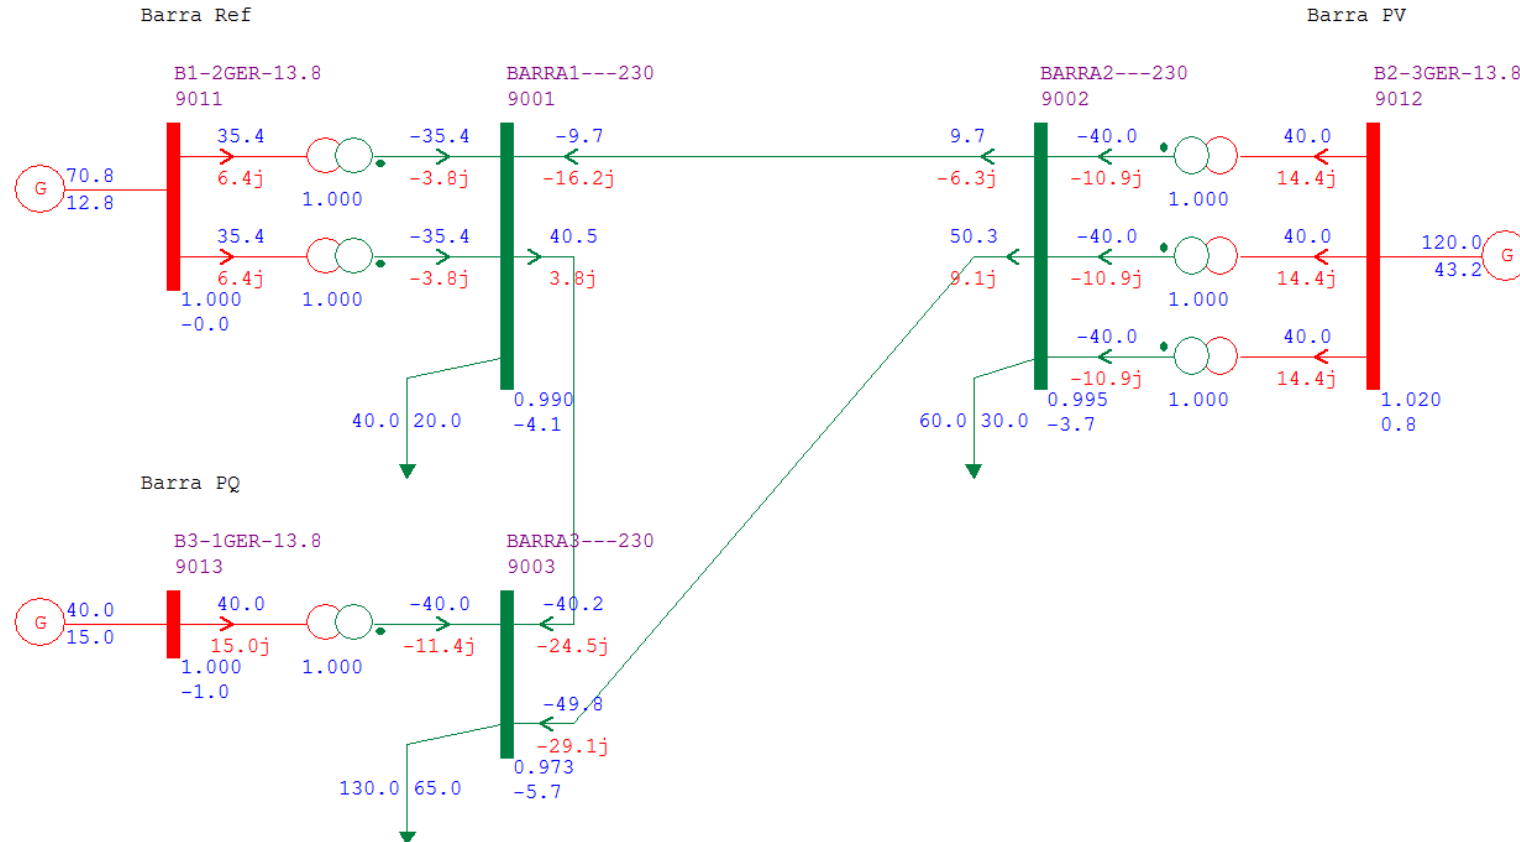 Barra Ref
Barra PV
B1-2GER-13.8
9011
BARRA1---230
9001
BARRA2---230
9002
B2-3GER-13.8
9012
35.4 -35.4 -9.7 9.7 -40.0 40.0
6.4j -3.8j -16.2j -6.3j -10.9j 14.4j
1.000 1.000
G 70.8
12.8
35.4 -35.4 40.5 50.3 -40.0 40.0
6.4j -3.8j 3.8j 9.1j -10.9j 14.4j
120.0 G
43.2
1.000 1.000 1.000
-0.0
-40.0 40.0
-10.9j 14.4j
0.990 0.995 1.000 1.020
-4.1 -3.7 0.8
40.0 20.0
60.0 30.0
Barra PQ
B3-1GER-13.8
9013
BARRA3---230
9003
G 40.0
15.0
40.0 -40.0 -40.2
15.0j -11.4j -24.5j
1.000 1.000
-1.0
-49.8
-29.1j
0.973
-5.7
130.0 65.0